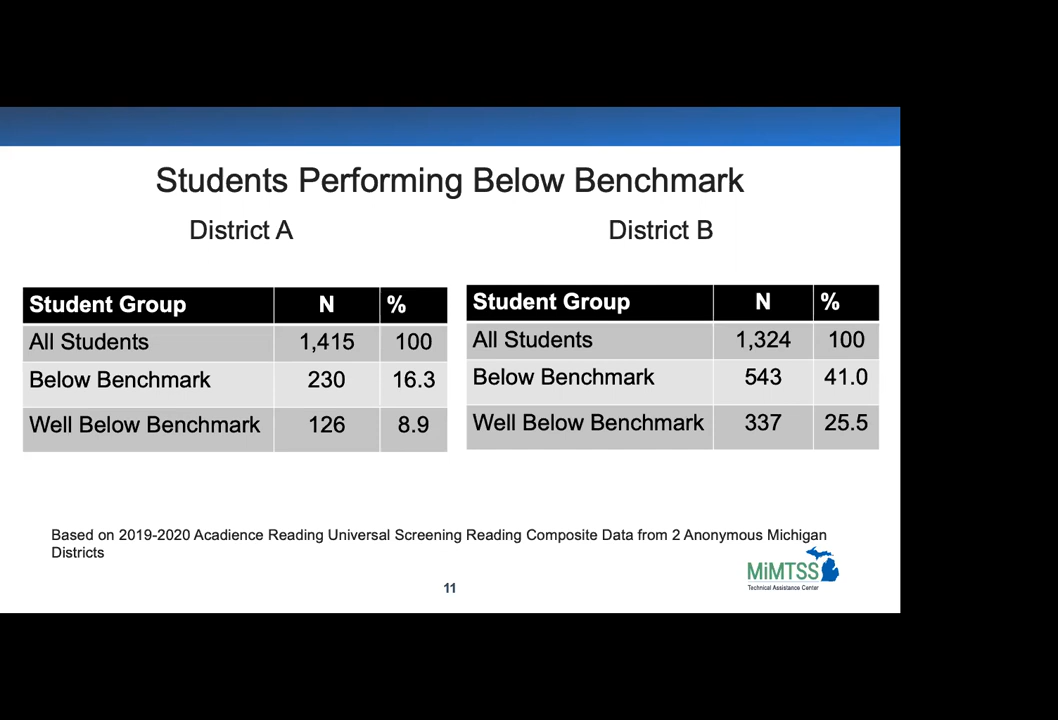 Students Performing Below Benchmark
District A
Student Group N %
All Students 1,415 100
Below Benchmark 230 16.3
Well Below Benchmark 126 8.9
District B
Student Group N %
All Students 1,324 100
Below Benchmark 543 41.0
Well Below Benchmark 337 25.5
Based on 2019-2020 Acadience Reading Universal Screening Reading Composite Data from 2 Anonymous Michigan
Districts
MiMTSS
Technical Assistance Center
11